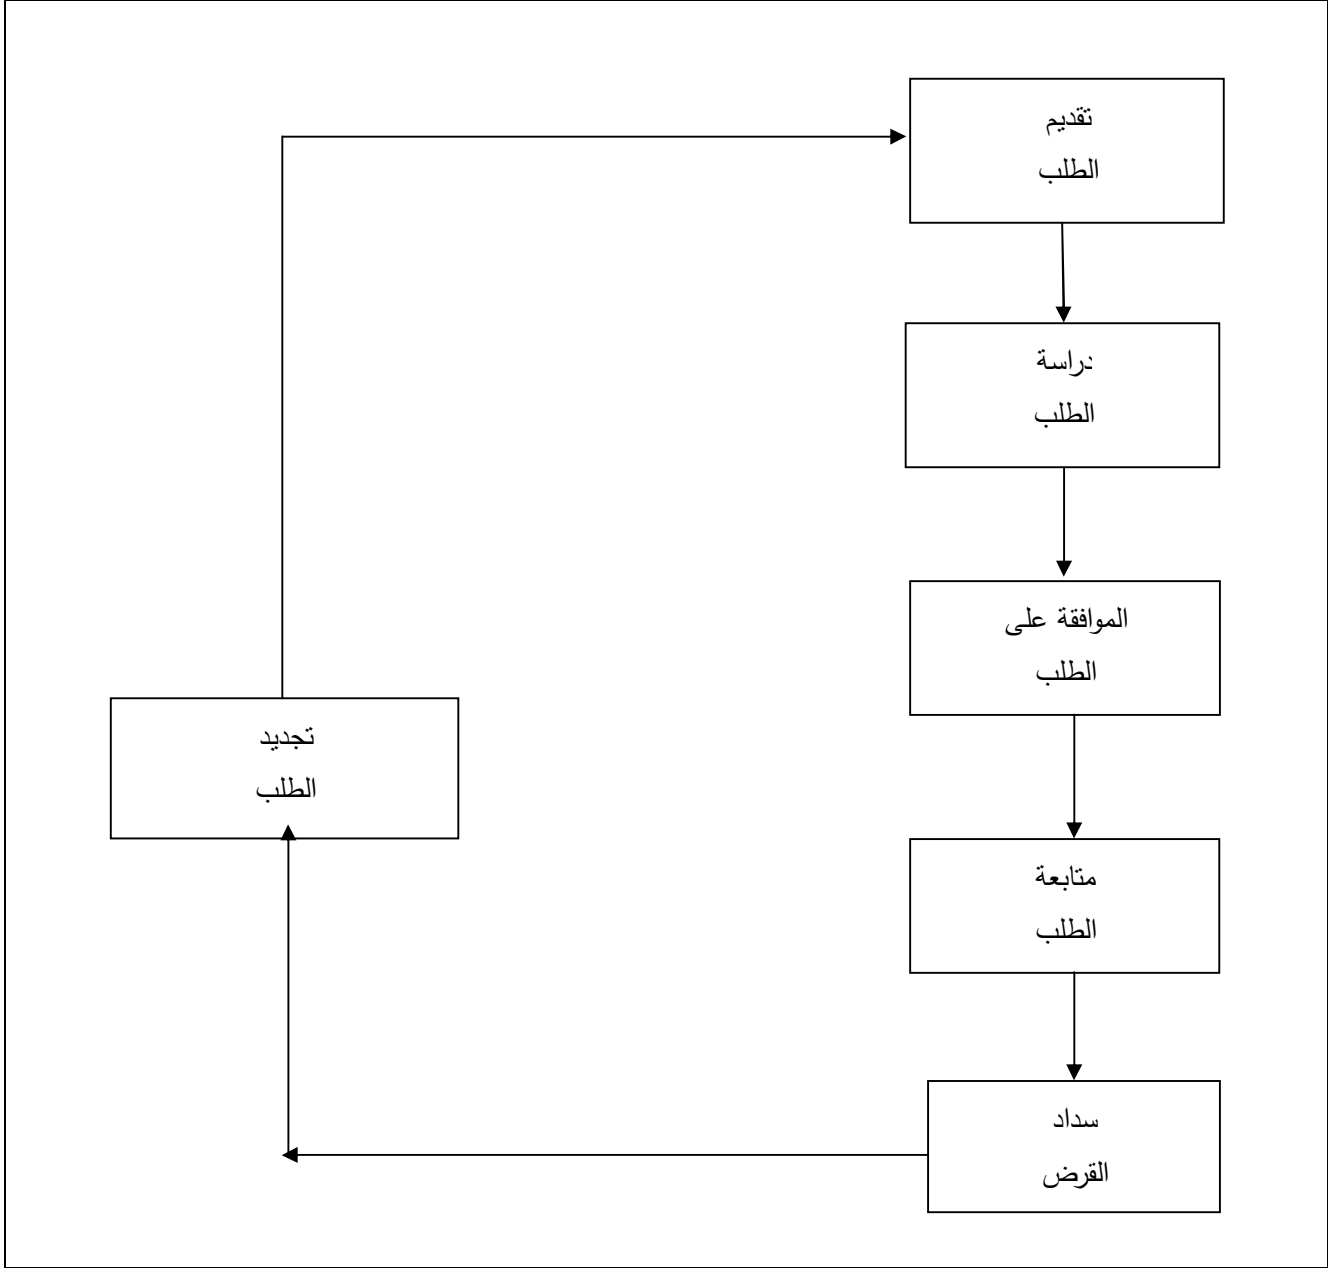 تقديم
الطلب
دراسة
الطلب
الموافقة على
الطلب
متابعة
الطلب
سداد
القرض
تجديد
الطلب